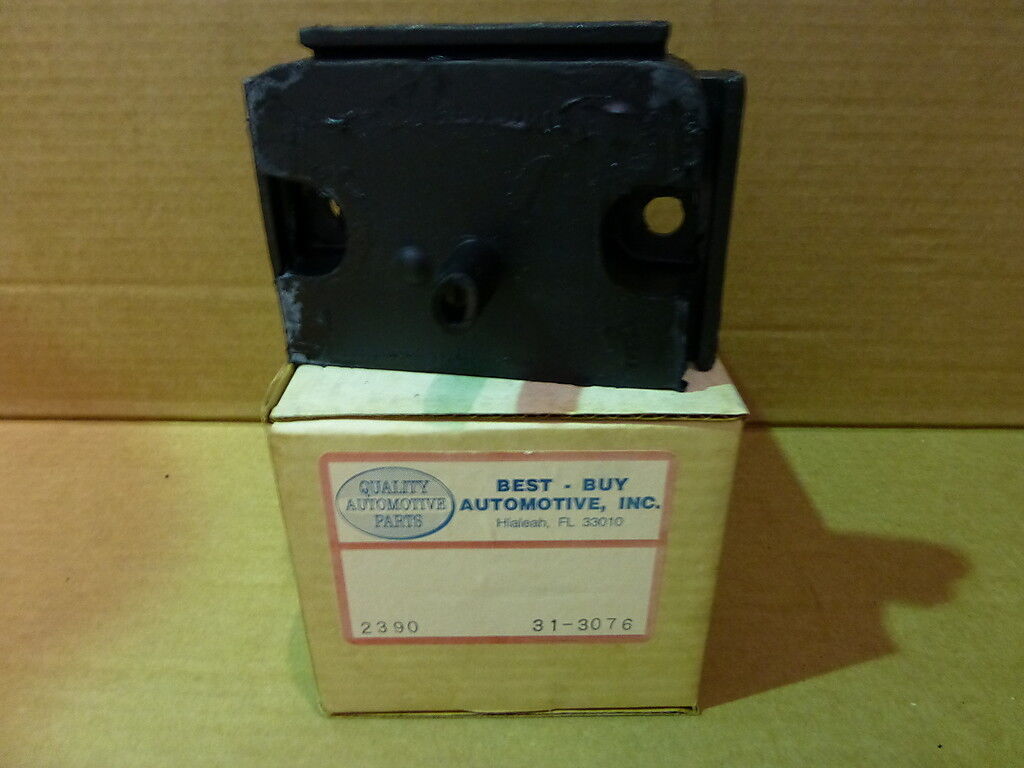 QUALITY
AUTOMOTIVE
PARTS
BEST - BUY
AUTOMOTIVE, INC.
Hialeah, FL 33010
2390
31-3076